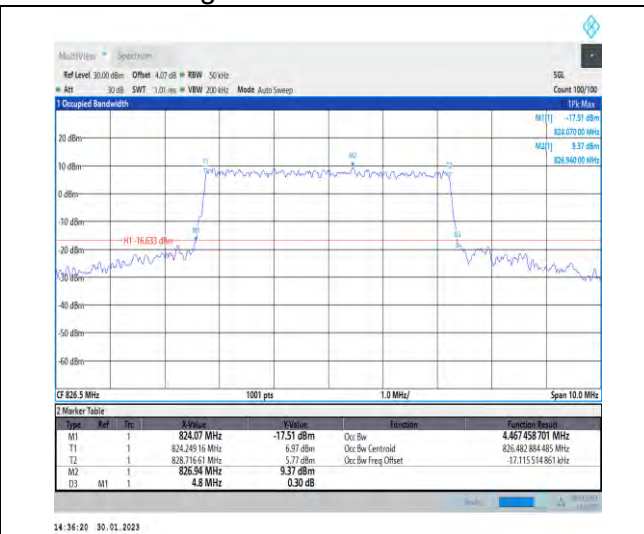 MultiView Spectrum
Ref Level 30.00 dBm Offset 4.07 dB RBW 50 kHz SGL
Att 30 dB SWT 1.01 ms VBW 200 kHz Mode Auto Sweep Count 100/100
1 Occupied Bandwidth 1Pk Max
M1[1] -17.51 dBm
824.070 00 MHz
20 dBm M2[1] 9.37 dBm
826.940 00 MHz
T1 M2 T2
10 dBm
0 dBm
-10 dBm
M1 D3
H1 -16.633 dBm
-20 dBm
-30 dBm
-40 dBm
-50 dBm
-60 dBm
CF 826.5 MHz 1001 pts 1.0 MHz/ Span 10.0 MHz
2 Marker Table
Type Ref Trc X-Value Y-Value Function Function Result
M1 1 824.07 MHz -17.51 dBm Occ Bw 4.467 458 701 MHz
T1 1 824.249 16 MHz 6.97 dBm Occ Bw Centroid 826.482 884 485 MHz
T2 1 828.716 61 MHz 5.77 dBm Occ Bw Freq Offset -17.115 514 861 kHz
M2 1 826.94 MHz 9.37 dBm
D3 M1 1 4.8 MHz 0.30 dB
14:36:20 30.01.2023